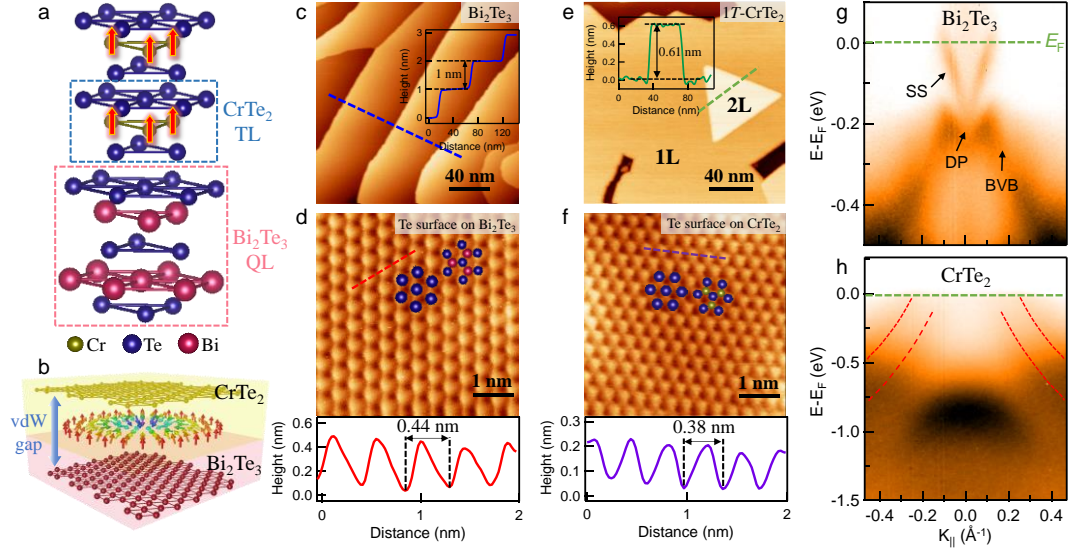 a
CrTe2
TL
Bi2Te3
QL
Cr Te Bi
b
CrTe2
vdW
gap
Bi2Te3
c
Bi2Te3
Height (nm)
3
2
1
0
1 nm
0 40 80 120
Distance (nm)
40 nm
d
Te surface on Bi2Te3
1 nm
0.44 nm
Height (nm)
0.6
0.4
0.2
0.0
0 1 2
Distance (nm)
e
1T-CrTe2
Height (nm)
0.6
0.4
0.2
0.0
0.61 nm
0 40 80
Distance (nm)
2L
1L
40 nm
f
Te surface on CrTe2
1 nm
0.38 nm
Height (nm)
0.3
0.2
0.1
0.0
0 1 2
Distance (nm)
g
Bi2Te3
EF
SS
DP
BVB
E-EF (eV)
0.0
-0.2
-0.4
h
CrTe2
E-EF (eV)
0.0
-0.5
-1.0
-1.5
-0.4 -0.2 0.0 0.2 0.4
K|| (Å-1)